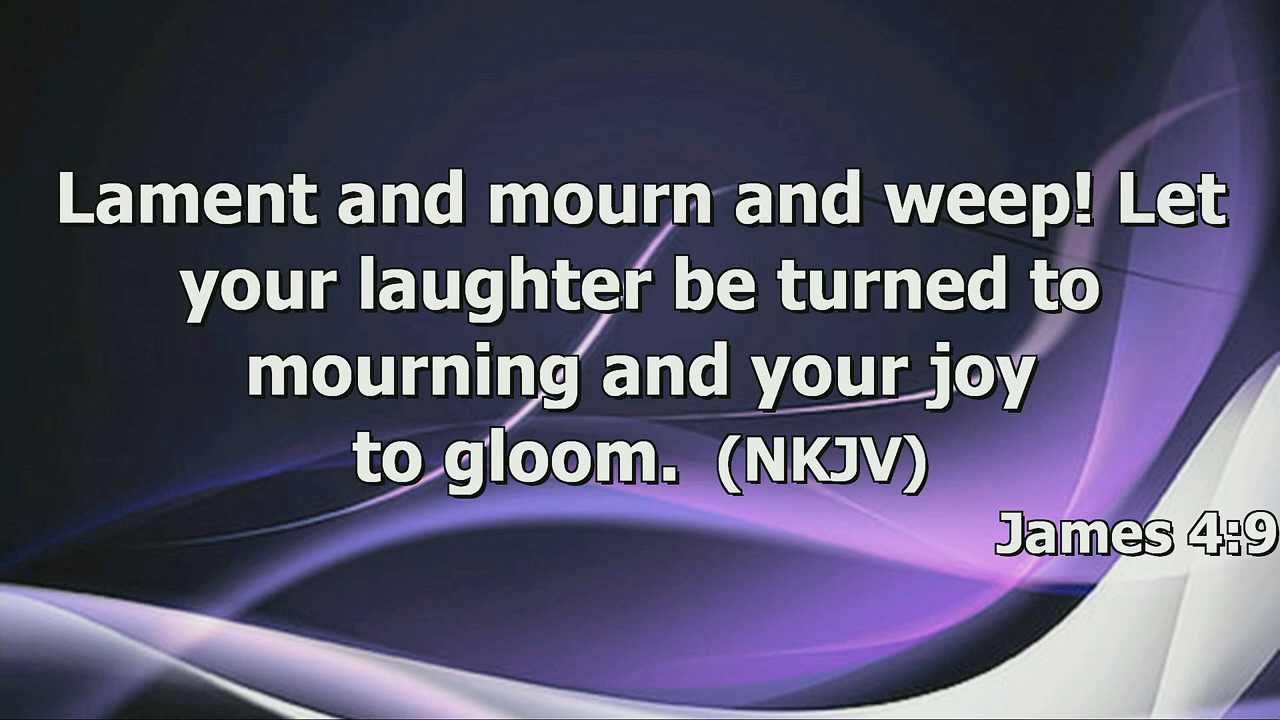 Lament and mourn and weep! Let
your laughter be turned to
mourning and your joy
to gloom. (NKJV)
James 4:9